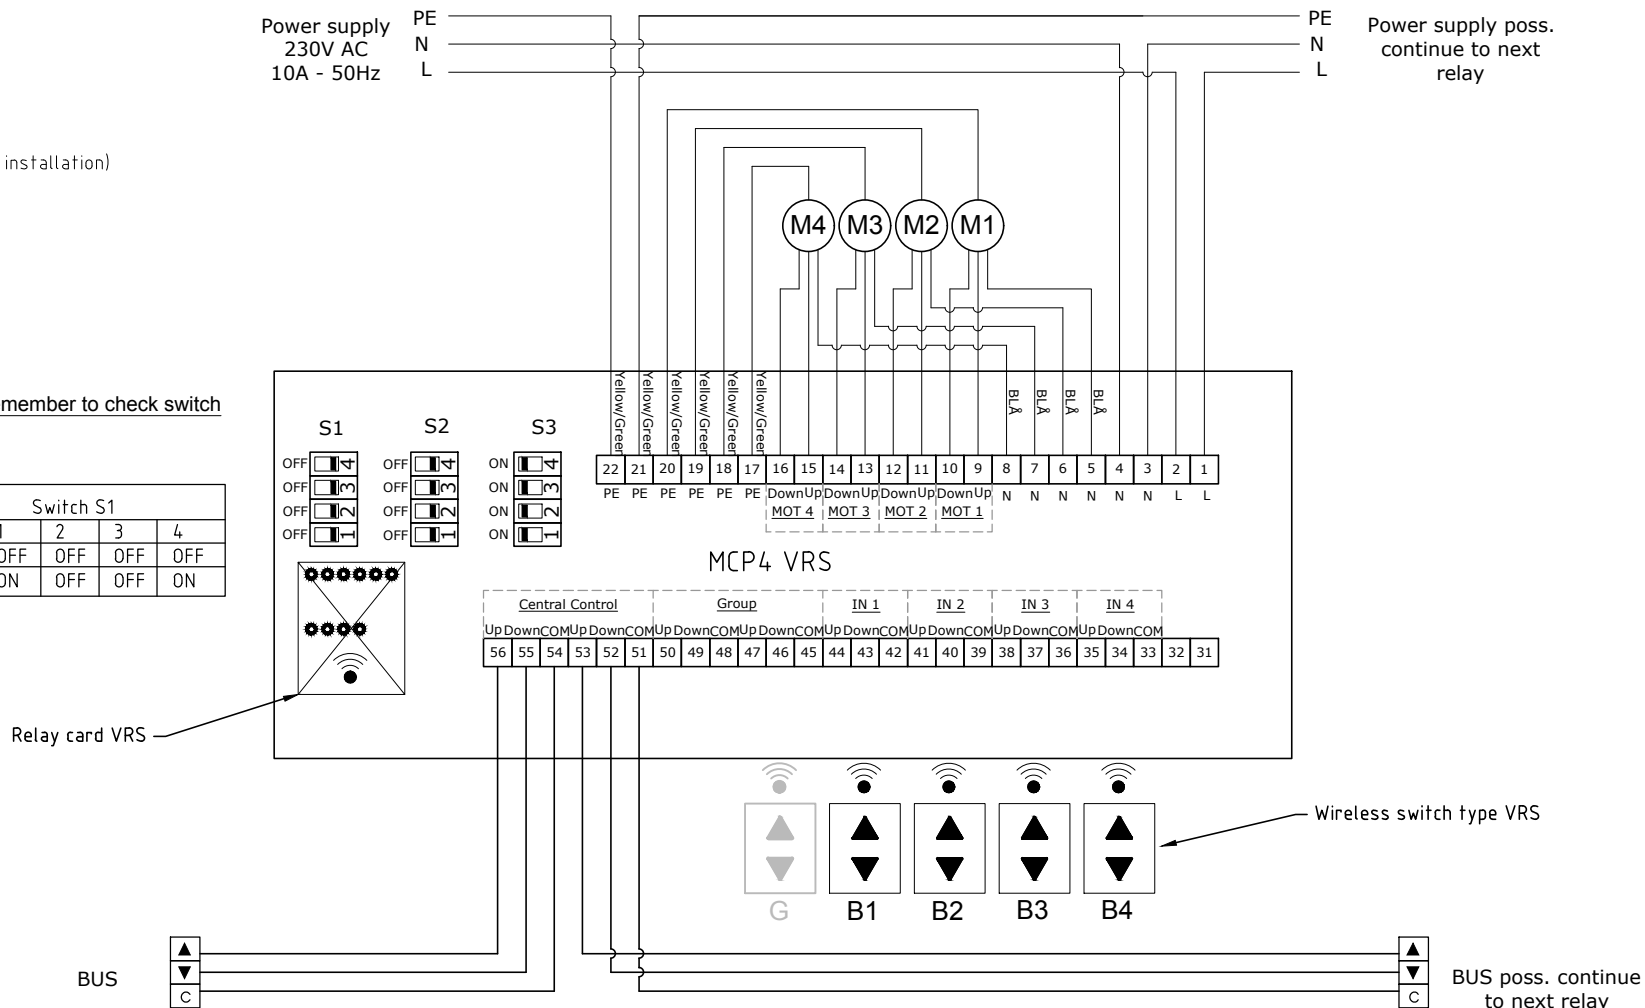 Power supply
230V AC
10A - 50Hz
PE
N
L
PE
N
L
Power supply poss.
continue to next
relay
installation)
M4 M3 M2 M1
to check switch
Switch S1
2 3 4
OFF OFF OFF OFF
ON OFF OFF ON
S1 S2 S3
OFF 4 OFF 4 ON 4
OFF 3 OFF 3 ON 3
OFF 2 OFF 2 ON 2
OFF 1 OFF 1 ON 1
Yellow/Green Yellow/Green Yellow/Green Yellow/Green Yellow/Green Yellow/Green BLÅ BLÅ BLÅ BLÅ
22 21 20 19 18 17 16 15 14 13 12 11 10 9 8 7 6 5 4 3 2 1
PE PE PE PE PE PE Down Up Down Up Down Up Down Up N N N N N N L L
MOT 4 MOT 3 MOT 2 MOT 1
MCP4 VRS
Central Control Group IN 1 IN 2 IN 3 IN 4
Up Down COM Up Down COM Up Down COM Up Down COM Up Down COM Up Down COM Up Down COM Up Down COM
56 55 54 53 52 51 50 49 48 47 46 45 44 43 42 41 40 39 38 37 36 35 34 33 32 31
Relay card VRS
Wireless switch type VRS
G B1 B2 B3 B4
BUS
C
C
BUS poss. continue
to next relay